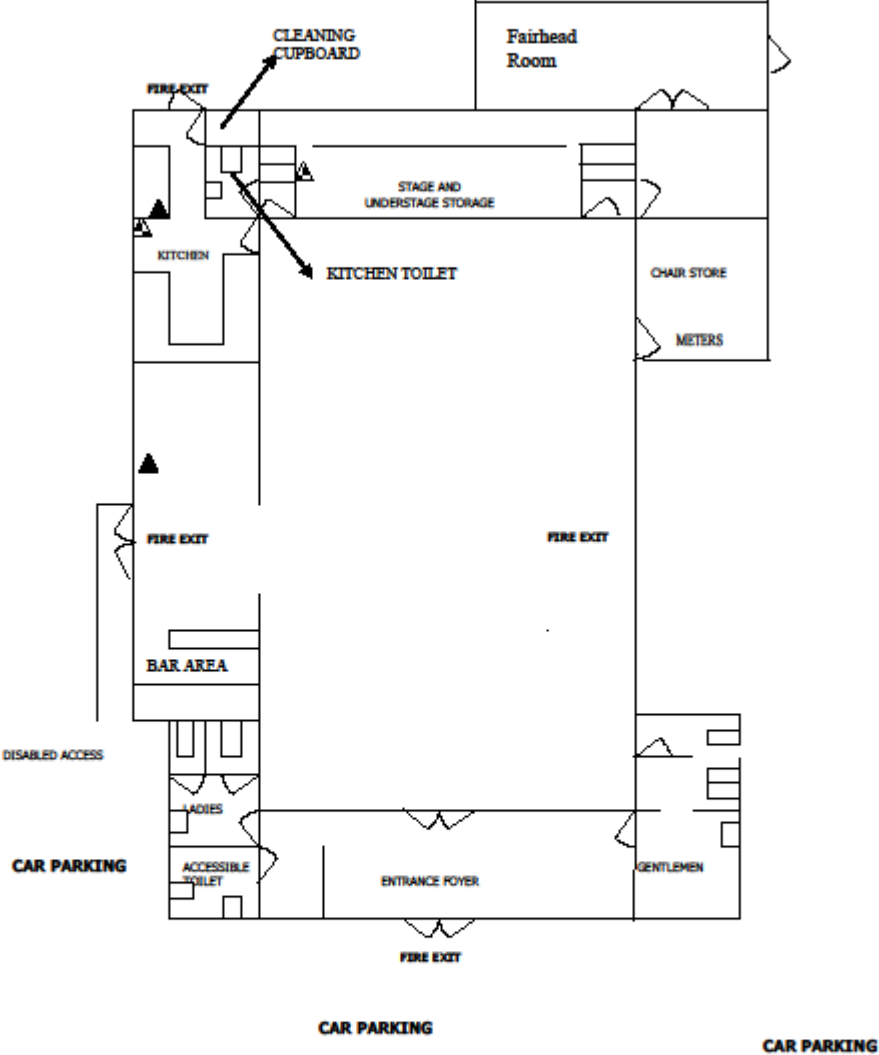 CLEANING
CUPBOARD
Fairhead
Room
FIRE EXIT
STAGE AND
UNDERSTAGE STORAGE
KITCHEN
KITCHEN TOILET
CHAIR STORE
METERS
FIRE EXIT
FIRE EXIT
BAR AREA
DISABLED ACCESS
LADIES
CAR PARKING
ACCESSIBLE
TOILET
ENTRANCE FOYER
GENTLEMEN
FIRE EXIT
CAR PARKING
CAR PARKING